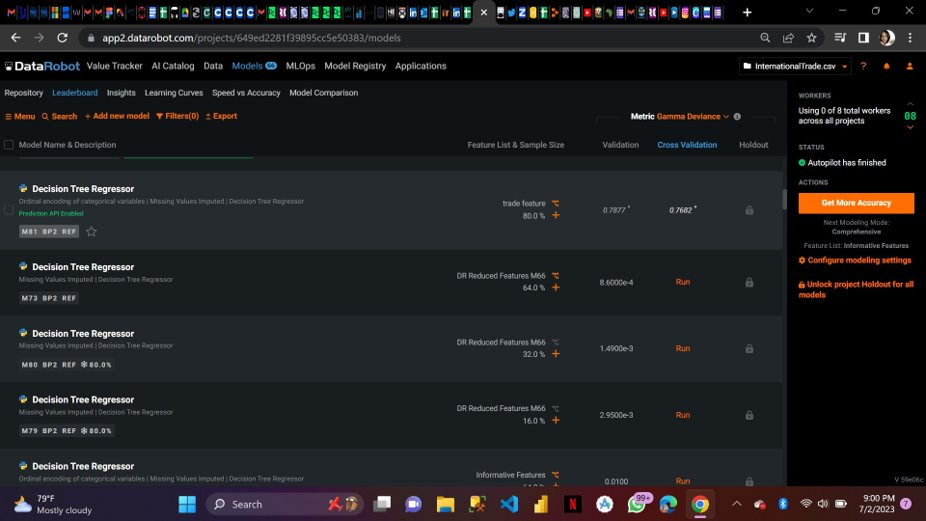 app2.datarobot.com/projects/649ed2281f39895cc5e50383/models
DataRobot Value Tracker AI Catalog Data Models 66 MLOps Model Registry Applications InternationalTrade.csv ?
Repository Leaderboard Insights Learning Curves Speed vs Accuracy Model Comparison
Menu Search + Add new model Filters(0) Export
Metric Gamma Deviance
Model Name & Description Feature List & Sample Size Validation Cross Validation Holdout
Decision Tree Regressor
Ordinal encoding of categorical variables | Missing Values Imputed | Decision Tree Regressor
Prediction API Enabled
M81 BP2 REF
trade feature
80.0 % +
0.7877 *
0.7682 *
Decision Tree Regressor
Missing Values Imputed | Decision Tree Regressor
M73 BP2 REF
DR Reduced Features M66
64.0 % +
8.6000e-4
Run
Decision Tree Regressor
Missing Values Imputed | Decision Tree Regressor
M80 BP2 REF 80.0%
DR Reduced Features M66
32.0 % +
1.4900e-3
Run
Decision Tree Regressor
Missing Values Imputed | Decision Tree Regressor
M79 BP2 REF 80.0%
DR Reduced Features M66
16.0 % +
2.9500e-3
Run
Decision Tree Regressor
Ordinal encoding of categorical variables | Missing Values Imputed | Decision Tree Regressor
Informative Features
0.0100
Run
WORKERS
Using 0 of 8 total workers
across all projects
08
STATUS
Autopilot has finished
ACTIONS
Get More Accuracy
Next Modeling Mode:
Comprehensive
Feature List: Informative Features
Configure modeling settings
Unlock project Holdout for all
models
V 59e06c
79°F
Mostly cloudy
Search
99+
9:00 PM
7/2/2023
7